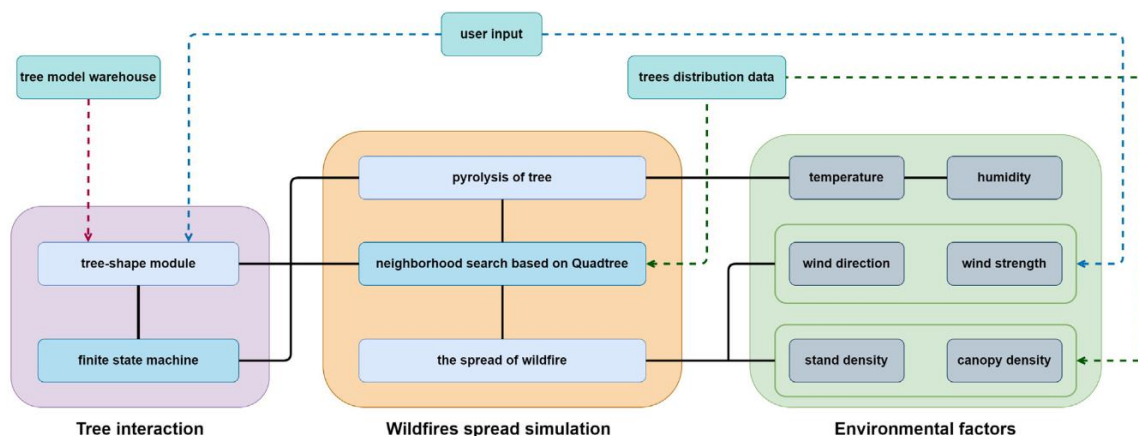 user input
tree model warehouse
trees distribution data
pyrolysis of tree
temperature
humidity
tree-shape module
neighborhood search based on Quadtree
wind direction
wind strength
finite state machine
the spread of wildfire
stand density
canopy density
Tree interaction
Wildfires spread simulation
Environmental factors